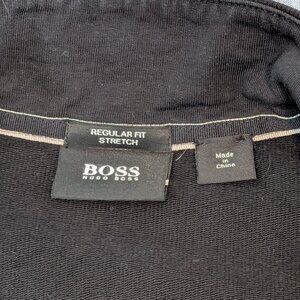 REGULAR FIT
STRETCH
BOSS
HUGO BOSS
Made
in
China